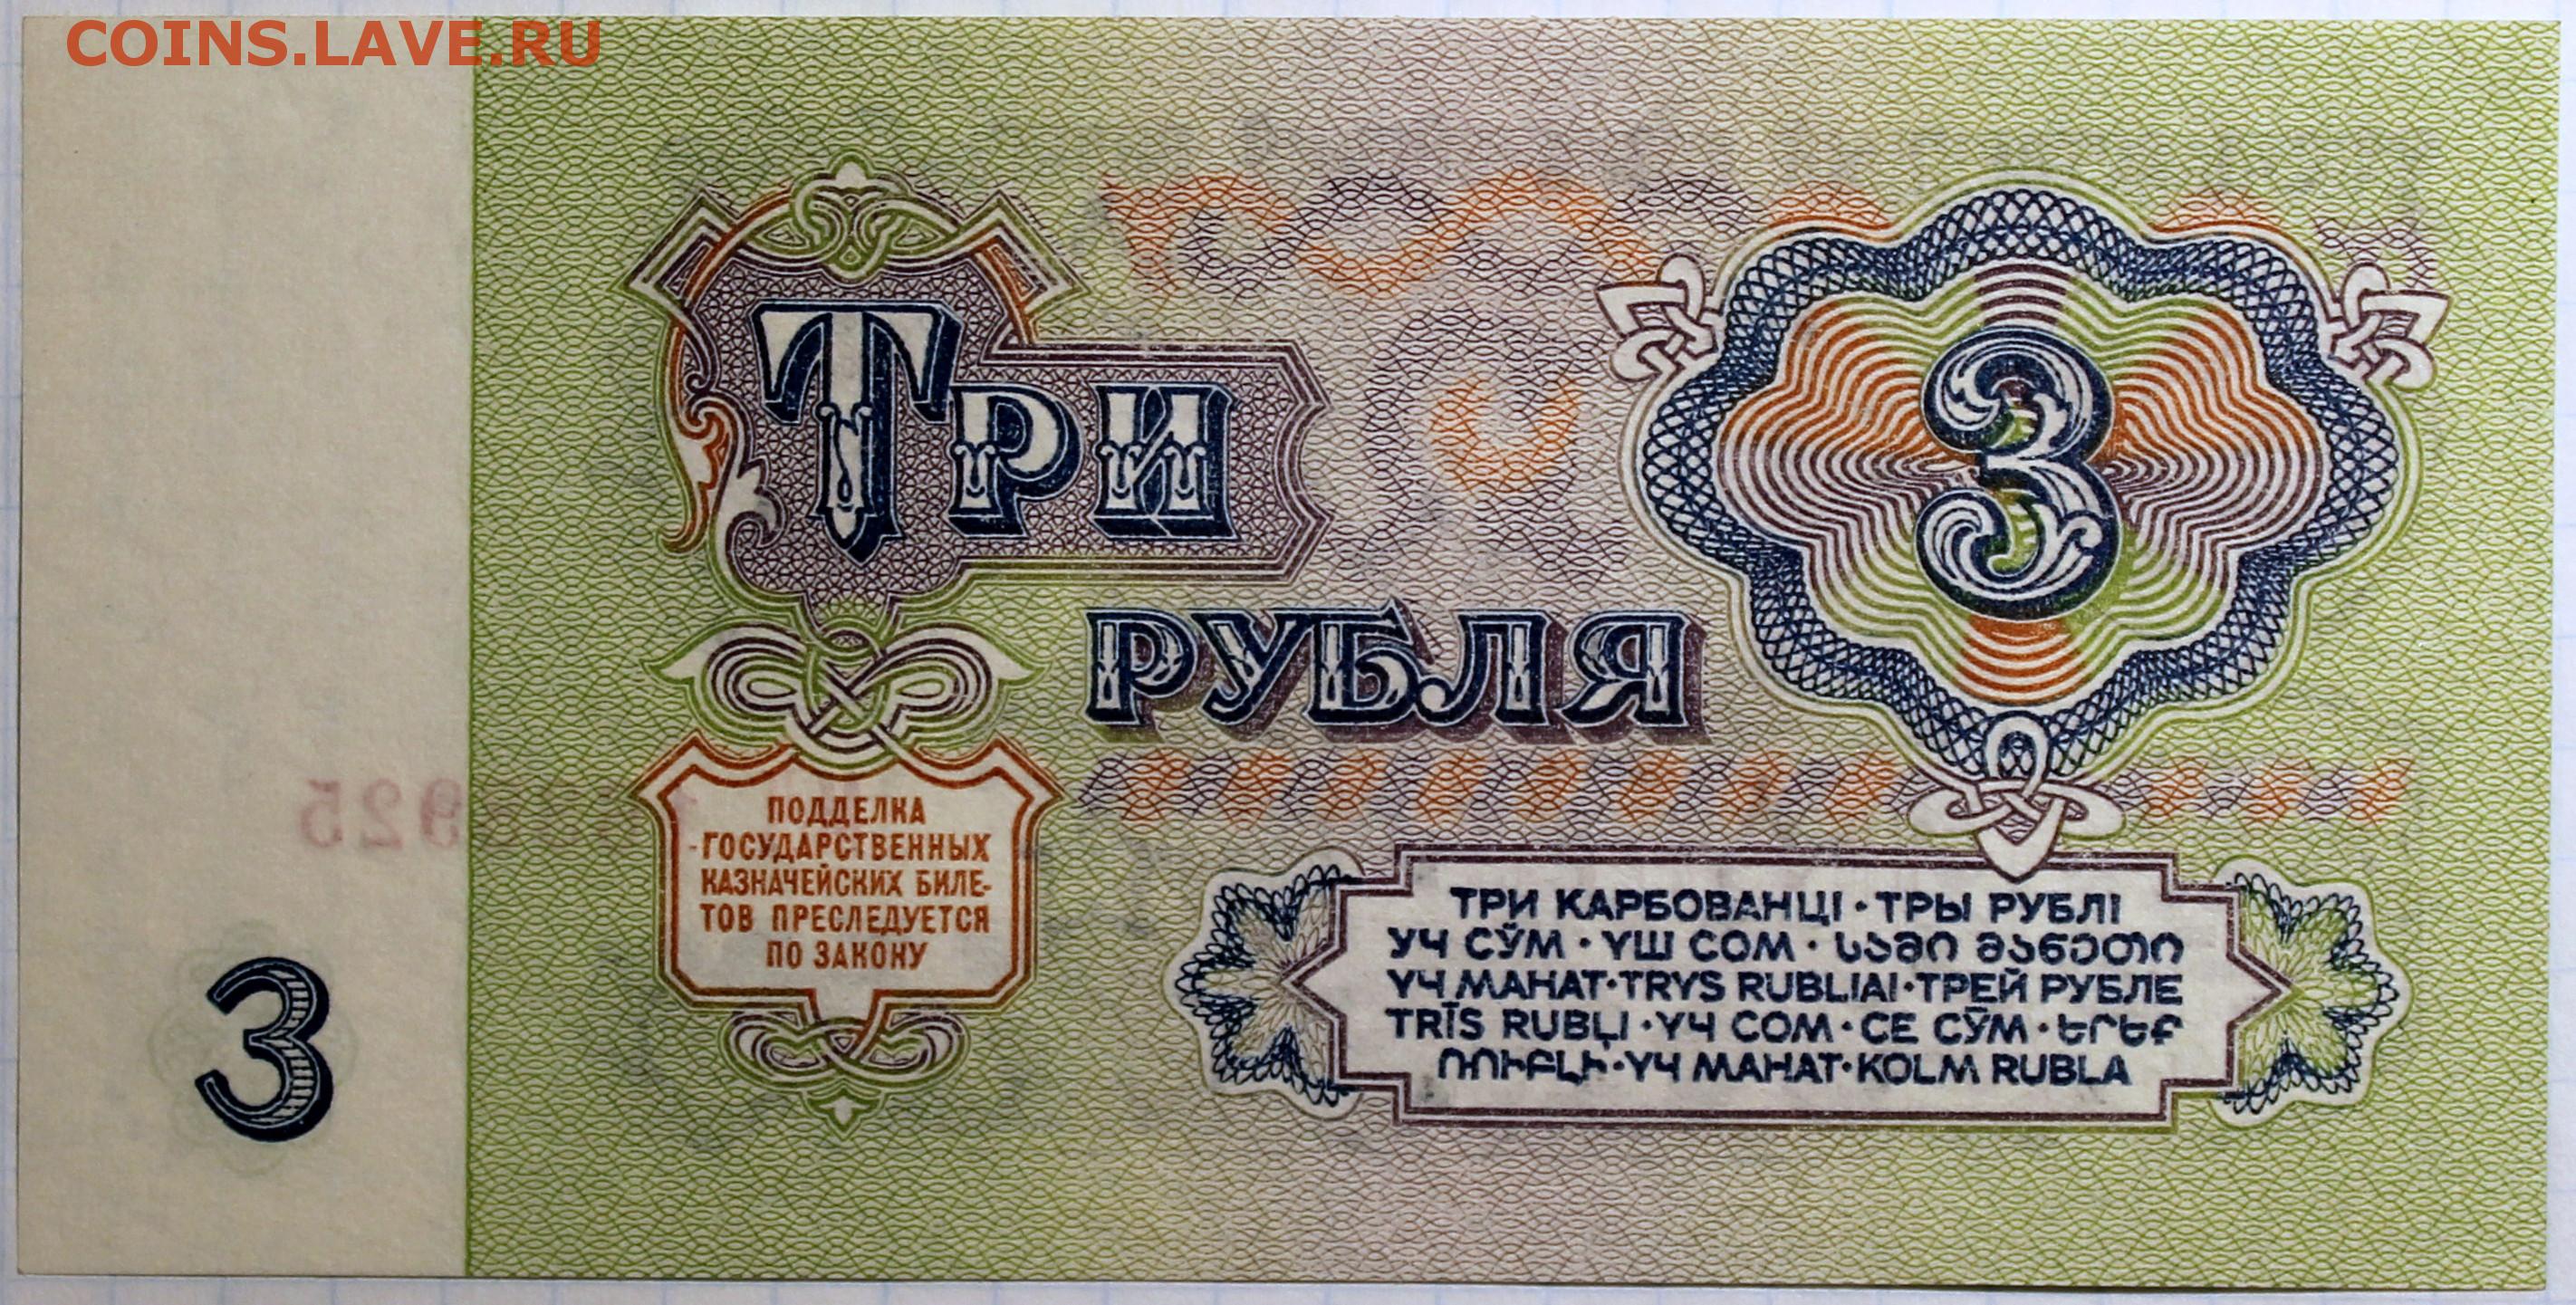 COINS.LAVE.RU
ТРИ
РУБЛЯ
3
ПОДДЕЛКА
ГОСУДАРСТВЕННЫХ
КАЗНАЧЕЙСКИХ БИЛЕ-
ТОВ ПРЕСЛЕДУЕТСЯ
ПО ЗАКОНУ
3
ТРИ КАРБОВАНЦІ · ТРЫ РУБЛІ
УЧ СЎМ · ҮШ СОМ · ᲡᲐᲛᲘ ᲛᲐᲜᲔᲗᲘ
ҮЧ МАНАТ · TRYS RUBLIAI · ТРЕЙ РУБЛЕ
TRĪS RUBĻI · ҮЧ СОМ · СЕ СӮМ · ԵՐԵՔ
ՌՈՒԲԼԻ · ҮЧ МАНАТ · KOLM RUBLA